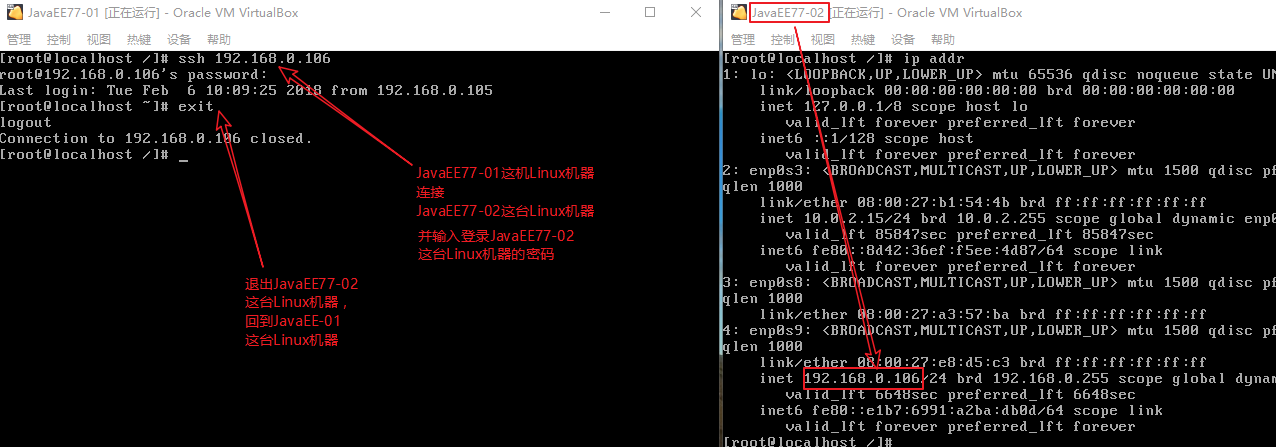 JavaEE77-01 [正在运行] - Oracle VM VirtualBox
管理 控制 视图 热键 设备 帮助
[root@localhost /]# ssh 192.168.0.106
root@192.168.0.106's password:
Last login: Tue Feb  6 10:09:25 2018 from 192.168.0.105
[root@localhost ~]# exit
logout
Connection to 192.168.0.106 closed.
[root@localhost /]# _
JavaEE77-01这机Linux机器
连接
JavaEE77-02这台Linux机器
并输入登录JavaEE77-02
这台Linux机器的密码
退出JavaEE77-02
这台Linux机器，
回到JavaEE-01
这台Linux机器
JavaEE77-02 [正在运行] - Oracle VM VirtualBox
管理 控制 视图 热键 设备 帮助
[root@localhost /]# ip addr
1: lo: <LOOPBACK,UP,LOWER_UP> mtu 65536 qdisc noqueue state UN
link/loopback 00:00:00:00:00:00 brd 00:00:00:00:00:00
inet 127.0.0.1/8 scope host lo
valid_lft forever preferred_lft forever
inet6 ::1/128 scope host
valid_lft forever preferred_lft forever
2: enp0s3: <BROADCAST,MULTICAST,UP,LOWER_UP> mtu 1500 qdisc pf
qlen 1000
link/ether 08:00:27:b1:54:4b brd ff:ff:ff:ff:ff:ff
inet 10.0.2.15/24 brd 10.0.2.255 scope global dynamic enp0
valid_lft 85847sec preferred_lft 85847sec
inet6 fe80::8d42:36ef:f5ee:4d87/64 scope link
valid_lft forever preferred_lft forever
3: enp0s8: <BROADCAST,MULTICAST,UP,LOWER_UP> mtu 1500 qdisc pf
qlen 1000
link/ether 08:00:27:a3:57:ba brd ff:ff:ff:ff:ff:ff
4: enp0s9: <BROADCAST,MULTICAST,UP,LOWER_UP> mtu 1500 qdisc pf
qlen 1000
link/ether 08:00:27:e8:d5:c3 brd ff:ff:ff:ff:ff:ff
inet 192.168.0.106/24 brd 192.168.0.255 scope global dynam
valid_lft 6648sec preferred_lft 6648sec
inet6 fe80::e1b7:6991:a2ba:db0d/64 scope link
valid_lft forever preferred_lft forever
[root@localhost /]#